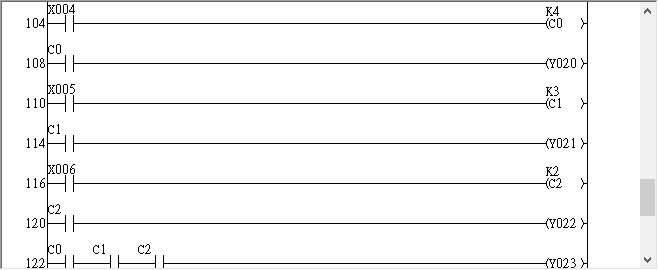 X004 K4
104 (C0 )
C0
108 (Y020 )
X005 K3
110 (C1 )
C1
114 (Y021 )
X006 K2
116 (C2 )
C2
120 (Y022 )
C0 C1 C2
122 (Y023 )